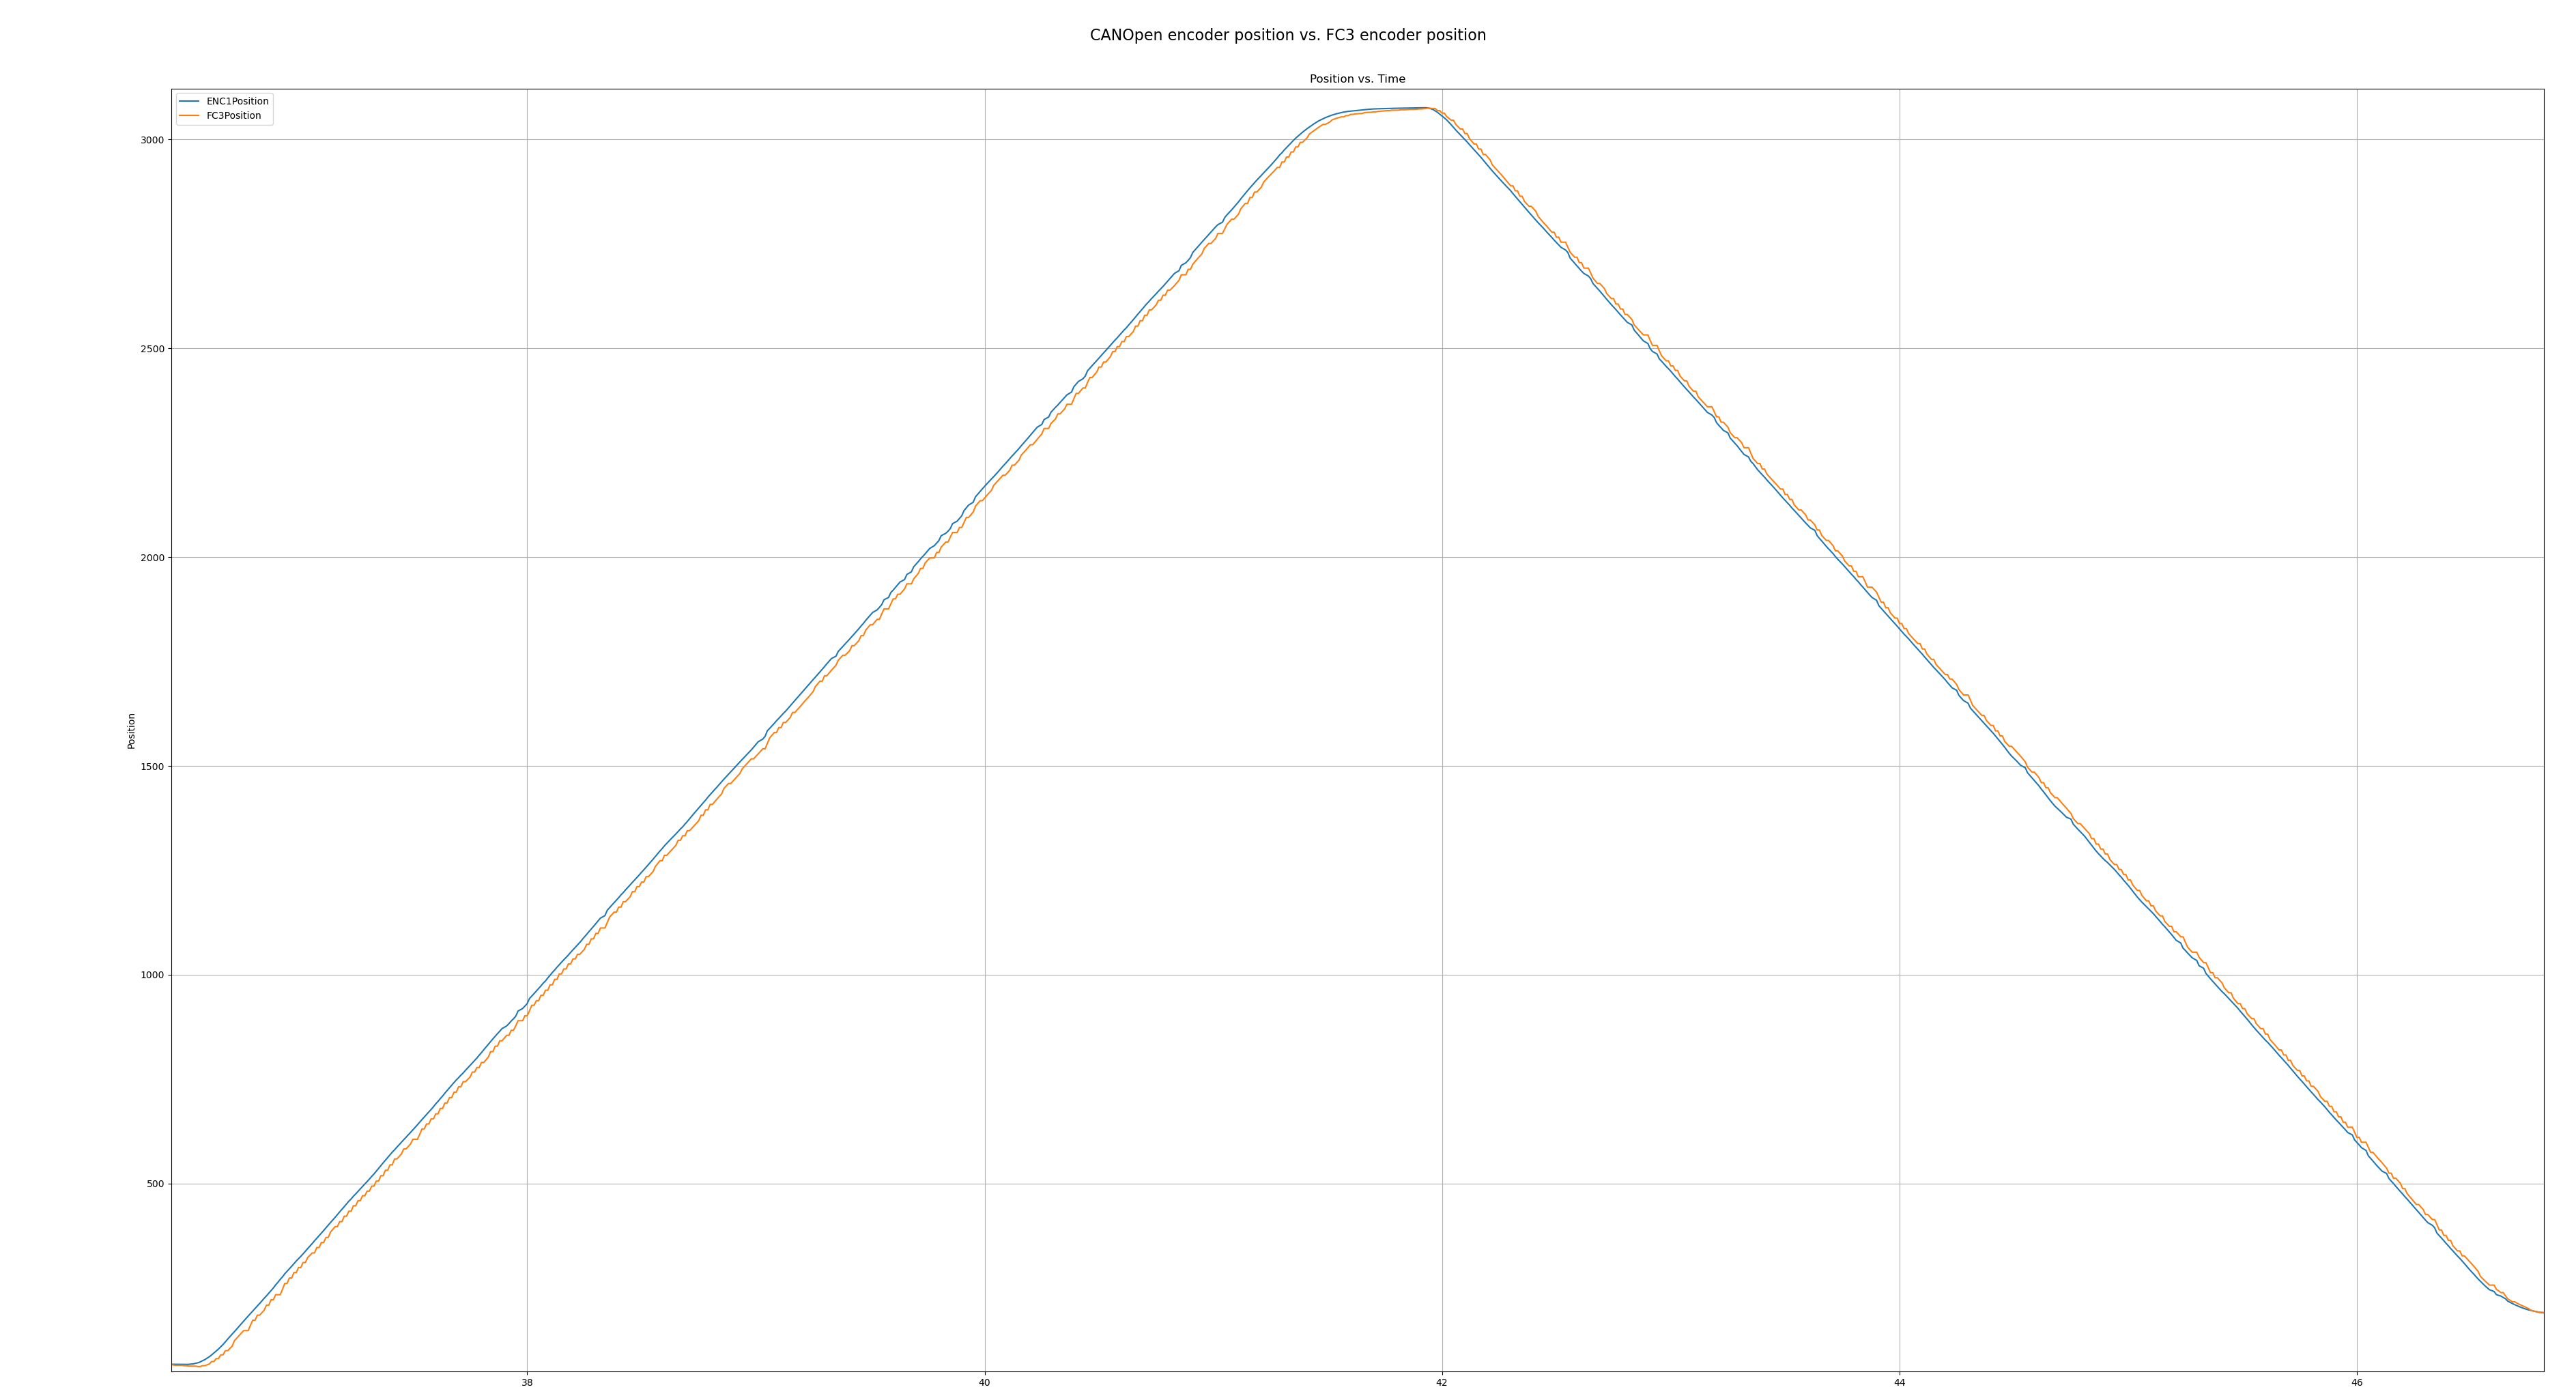 CANOpen encoder position vs. FC3 encoder position
Position vs. Time
ENC1Position
FC3Position
3000
2500
2000
1500
1000
500
Position
38
40
42
44
46